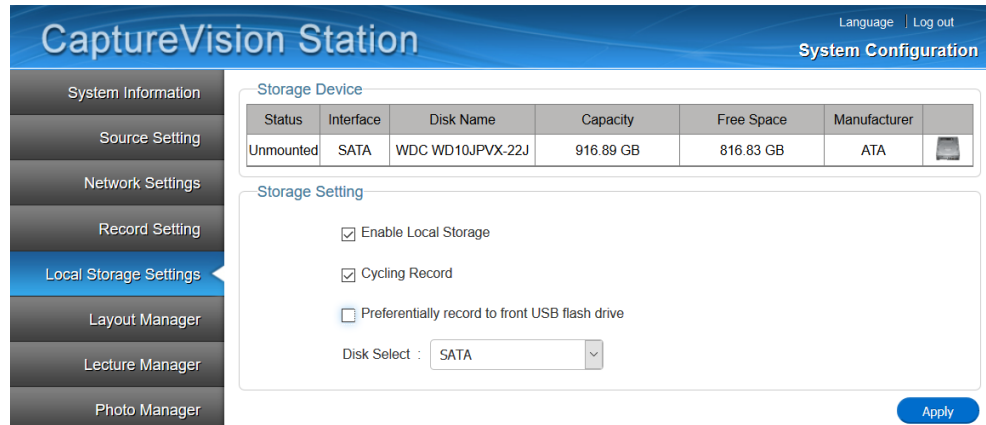 CaptureVision Station
Language | Log out
System Configuration
System Information
Source Setting
Network Settings
Record Setting
Local Storage Settings
Layout Manager
Lecture Manager
Photo Manager
Storage Device
Status Interface Disk Name Capacity Free Space Manufacturer
Unmounted SATA WDC WD10JPVX-22J 916.89 GB 816.83 GB ATA
Storage Setting
Enable Local Storage
Cycling Record
Preferentially record to front USB flash drive
Disk Select : SATA
Apply